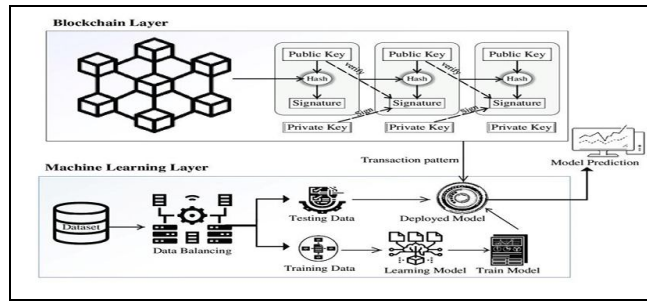 Blockchain Layer
Public Key Public Key Public Key
verify verify
Hash Hash Hash
Signature Signature Signature
Sign Sign
Private Key Private Key Private Key
Transaction pattern
Model Prediction
Machine Learning Layer
Dataset
Data Balancing
Testing Data
Deployed Model
Training Data
Learning Model
Train Model